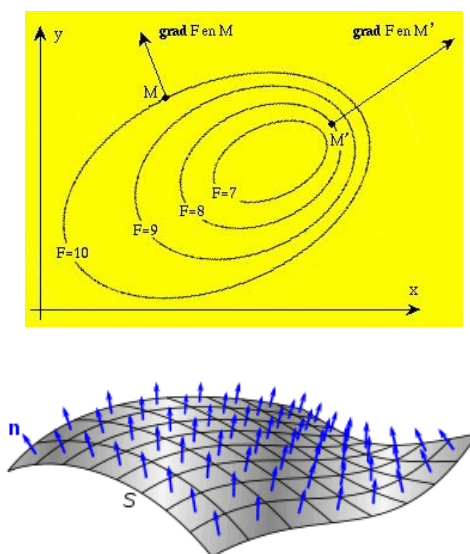 y
grad F en M
grad F en M'
M
M'
F=7
F=8
F=9
F=10
x
n
S